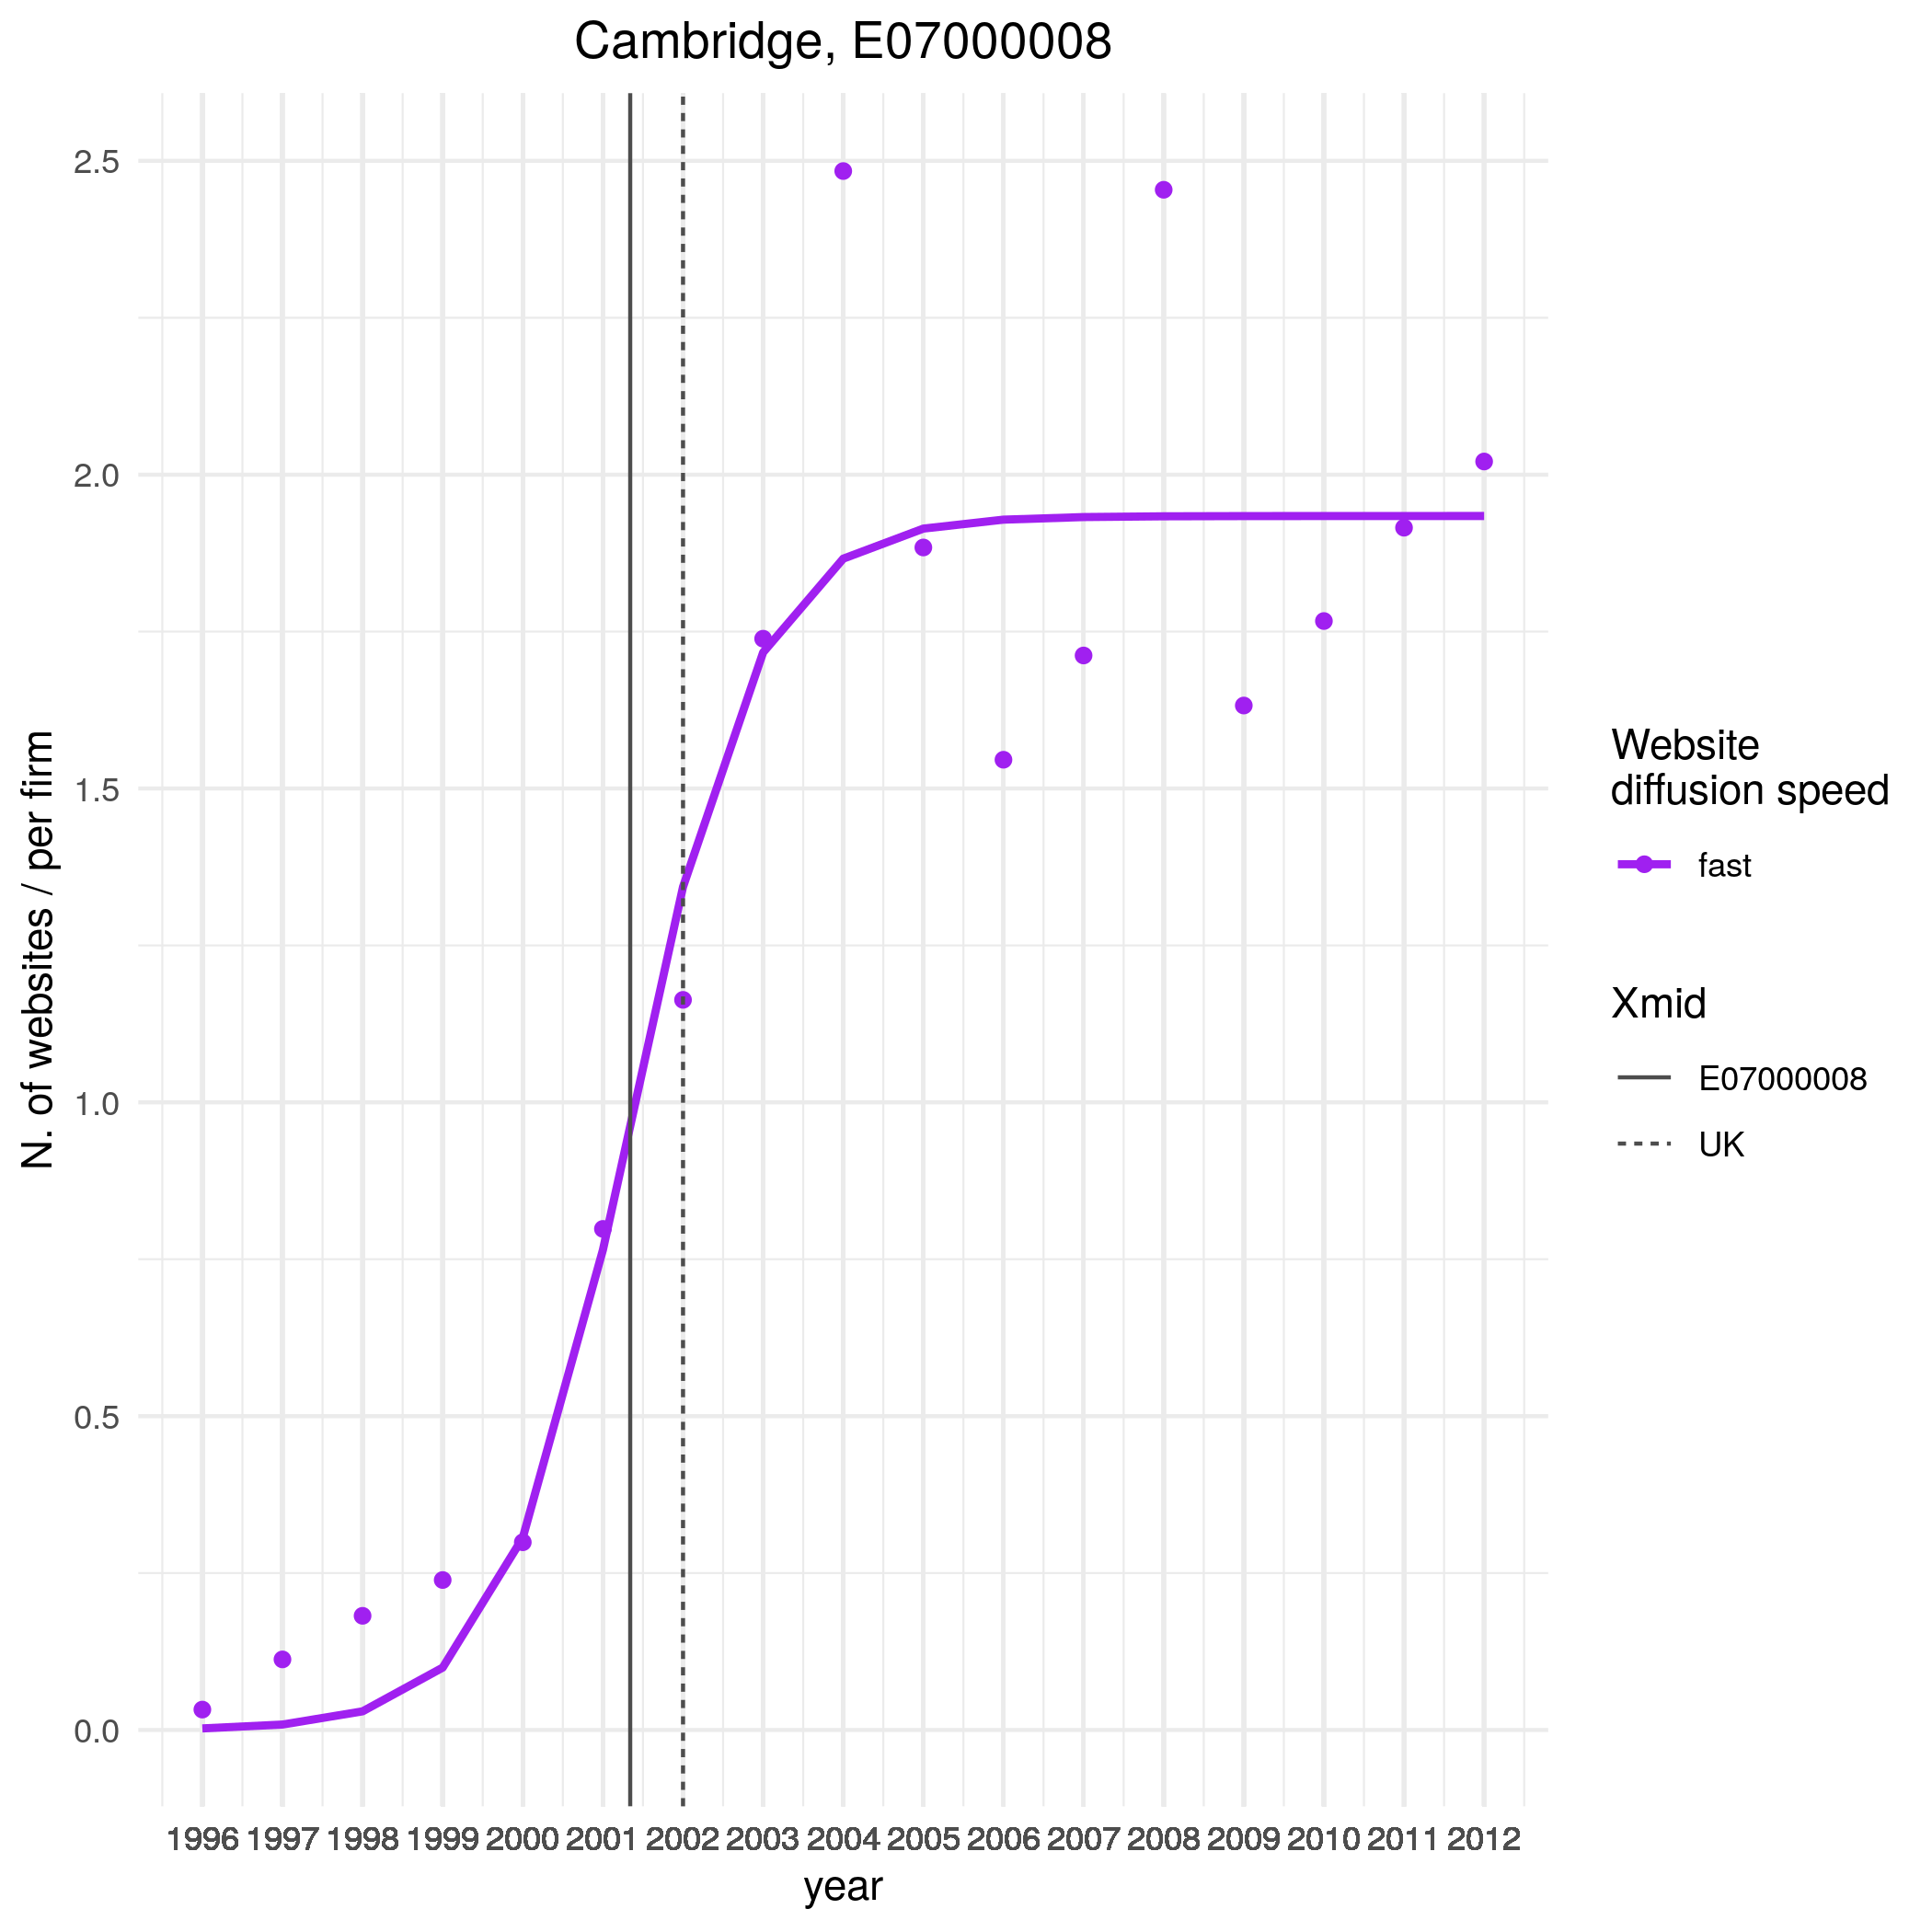 Cambridge, E07000008
2.5
2.0
1.5
1.0
0.5
0.0
N. of websites / per firm
1996 1997 1998 1999 2000 2001 2002 2003 2004 2005 2006 2007 2008 2009 2010 2011 2012
year
Website
diffusion speed
fast
Xmid
E07000008
UK